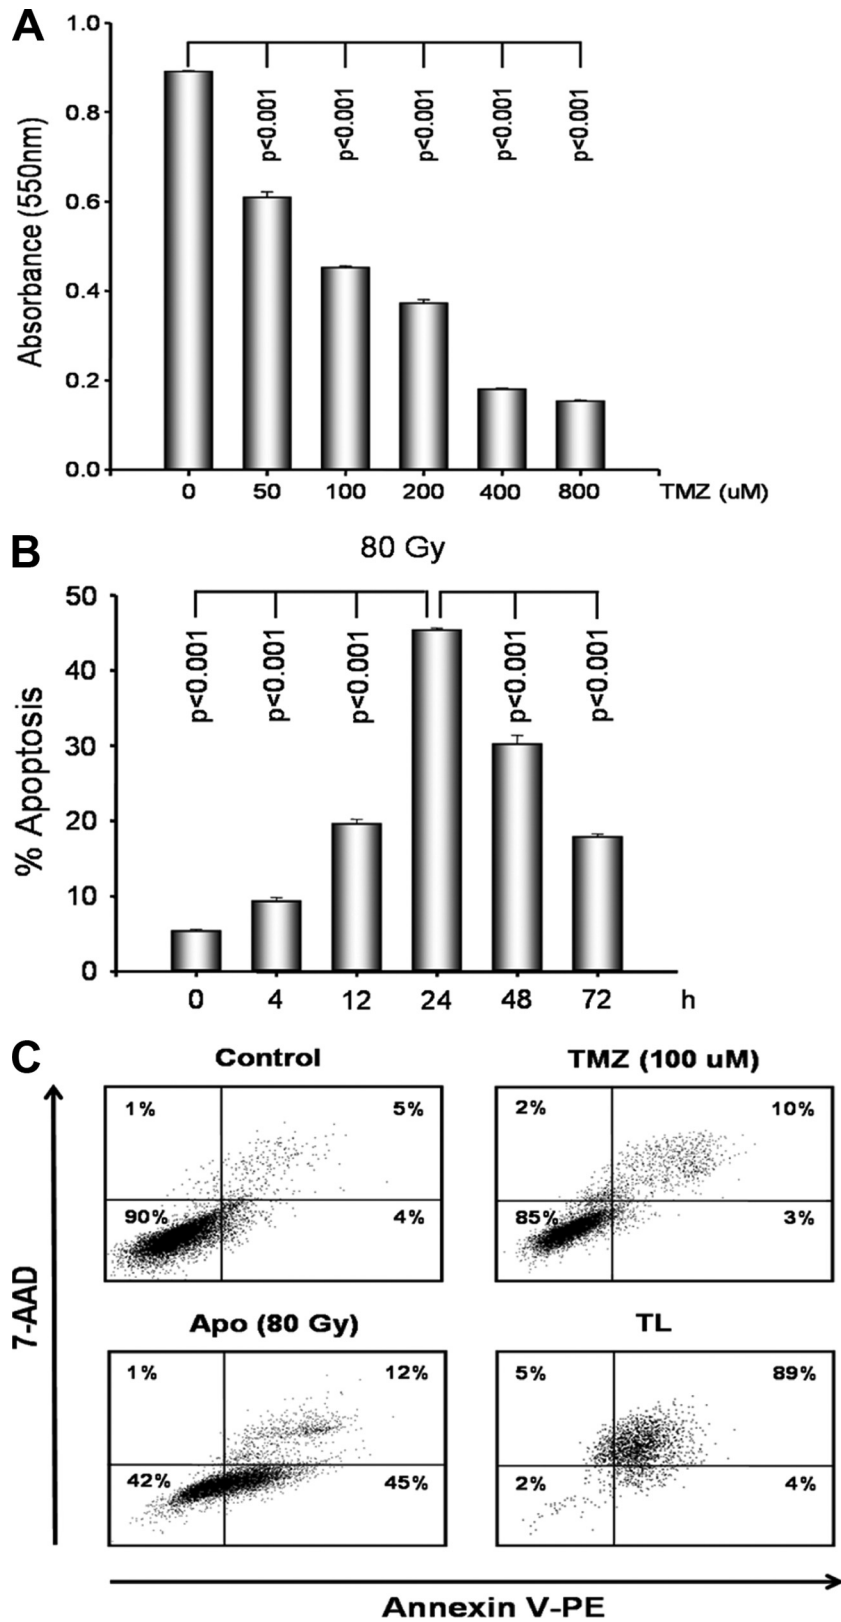 A
Absorbance (550nm)
1.0
0.8
0.6
0.4
0.2
0.0
p<0.001
p<0.001
p<0.001
p<0.001
p<0.001
0 50 100 200 400 800 TMZ (uM)
B
80 Gy
% Apoptosis
50
40
30
20
10
0
p<0.001
p<0.001
p<0.001
p<0.001
p<0.001
0 4 12 24 48 72 h
C
Control
1% 5%
90% 4%
TMZ (100 uM)
2% 10%
85% 3%
Apo (80 Gy)
1% 12%
42% 45%
TL
5% 89%
2% 4%
7-AAD
Annexin V-PE